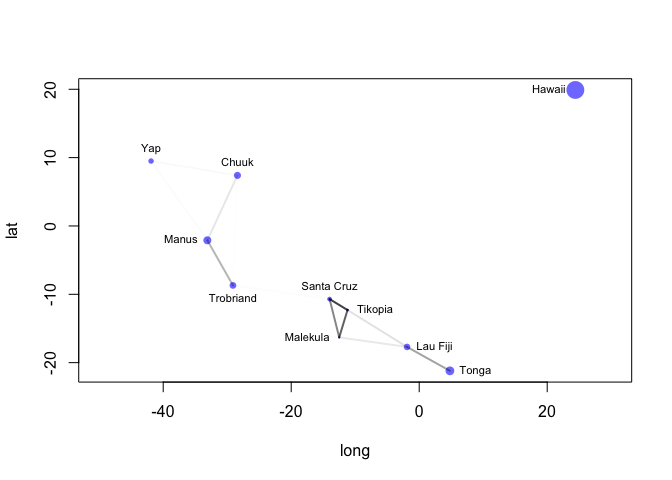 20
Hawaii
10
Yap
Chuuk
lat
0
Manus
-10
Trobriand
Santa Cruz
Tikopia
Malekula
Lau Fiji
-20
Tonga
-40
-20
0
20
long